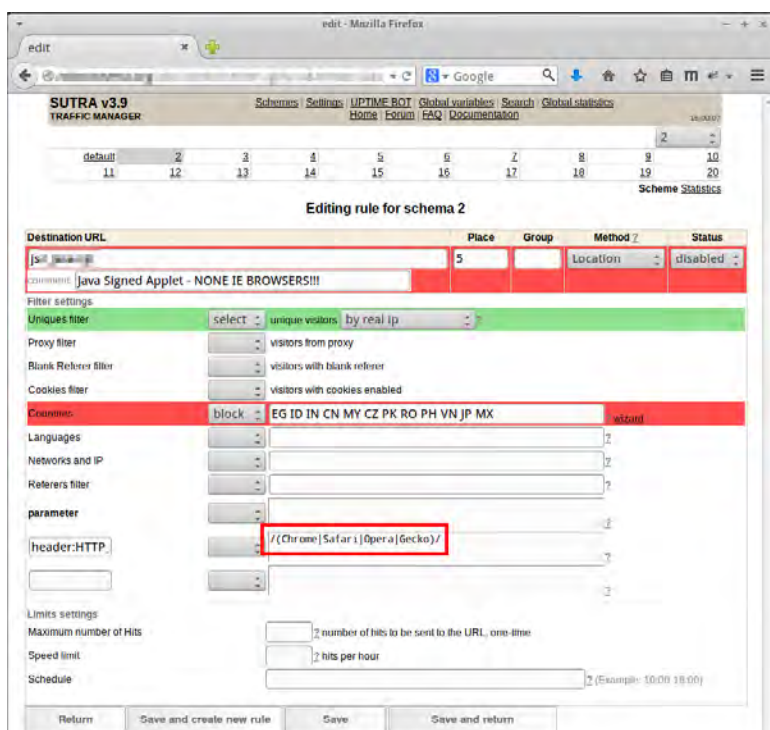 edit - Mozilla Firefox
edit
Google
SUTRA v3.9
TRAFFIC MANAGER
Schemes | Settings | UPTIME BOT | Global variables | Search | Global statistics
Home | Forum | FAQ | Documentation
2
default 2 3 4 5 6 7 8 9 10
11 12 13 14 15 16 17 18 19 20
Scheme Statistics
Editing rule for schema 2
Destination URL Place Group Method ? Status
5 Location disabled
comment Java Signed Applet - NONE IE BROWSERS!!!
Filter settings
Uniques filter select unique visitors by real ip ?
Proxy filter visitors from proxy
Blank Referer filter visitors with blank referer
Cookies filter visitors with cookies enabled
Countries block EG ID IN CN MY CZ PK RO PH VN JP MX wizard
Languages ?
Networks and IP ?
Referers filter ?
parameter ?
header:HTTP_ /(Chrome|Safari|Opera|Gecko)/ ?
?
Limits settings
Maximum number of Hits ? number of hits to be sent to the URL, one-time
Speed limit ? hits per hour
Schedule ? (Example: 10:00-18:00)
Return Save and create new rule Save Save and return